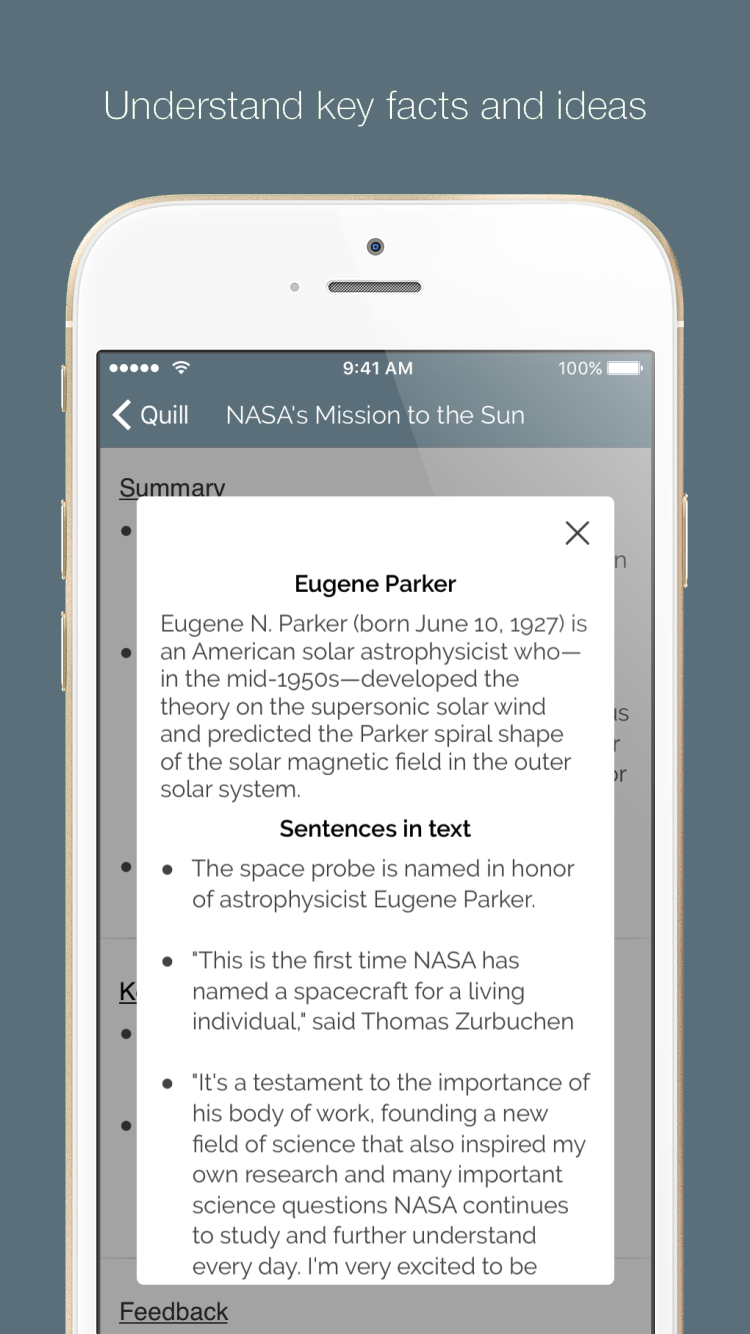 Understand key facts and ideas
9:41 AM
100%
Quill
NASA's Mission to the Sun
Summary
Eugene Parker
Eugene N. Parker (born June 10, 1927) is
an American solar astrophysicist who—
in the mid-1950s—developed the
theory on the supersonic solar wind
and predicted the Parker spiral shape
of the solar magnetic field in the outer
solar system.
Sentences in text
• The space probe is named in honor
of astrophysicist Eugene Parker.
• "This is the first time NASA has
named a spacecraft for a living
individual," said Thomas Zurbuchen
• "It's a testament to the importance of
his body of work, founding a new
field of science that also inspired my
own research and many important
science questions NASA continues
to study and further understand
every day. I'm very excited to be
Feedback